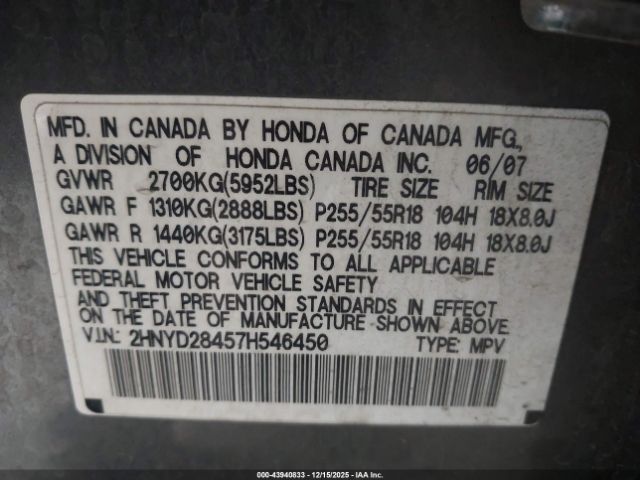 MFD. IN CANADA BY HONDA OF CANADA MFG.,
A DIVISION OF HONDA CANADA INC. 06/07
GVWR 2700KG(5952LBS) TIRE SIZE RIM SIZE
GAWR F 1310KG(2888LBS) P255/55R18 104H 18X8.0J
GAWR R 1440KG(3175LBS) P255/55R18 104H 18X8.0J
THIS VEHICLE CONFORMS TO ALL APPLICABLE
FEDERAL MOTOR VEHICLE SAFETY
AND THEFT PREVENTION STANDARDS IN EFFECT
ON THE DATE OF MANUFACTURE SHOWN ABOVE.
V.I.N.: 2HNYD28457H546450 TYPE: MPV
000-43940833 - 12/15/2025 - IAA Inc.